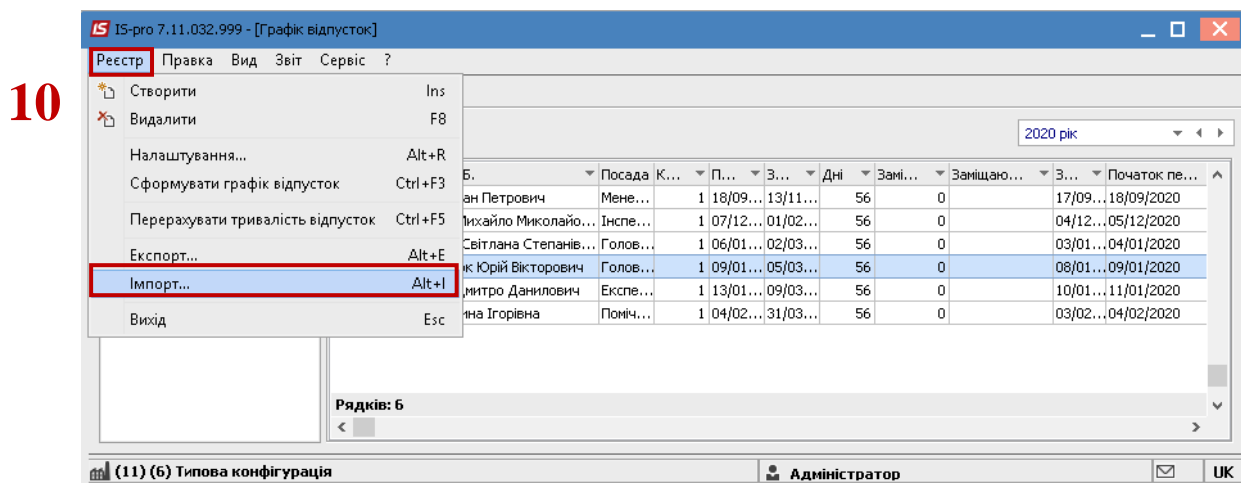 IS-pro 7.11.032.999 - [Графік відпусток]
Реєстр Правка Вид Звіт Сервіс ?
10
Створити Ins
Видалити F8
2020 рік
Налаштування... Alt+R
Сформувати графік відпусток Ctrl+F3
Перерахувати тривалість відпусток Ctrl+F5
Експорт... Alt+E
Імпорт... Alt+I
Вихід Esc
Б. Посада К... П... З... Дні Замі... Заміщаю... З... Початок пе...
ан Петрович Мене... 1 18/09... 13/11... 56 0 17/09... 18/09/2020
Михайло Миколайо... Інспе... 1 07/12... 01/02... 56 0 04/12... 05/12/2020
Світлана Степанів... Голов... 1 06/01... 02/03... 56 0 03/01... 04/01/2020
ок Юрій Вікторович Голов... 1 09/01... 05/03... 56 0 08/01... 09/01/2020
митро Данилович Експе... 1 13/01... 09/03... 56 0 10/01... 11/01/2020
ина Ігорівна Поміч... 1 04/02... 31/03... 56 0 03/02... 04/02/2020
Рядків: 6
(11) (6) Типова конфігурація Адміністратор UK